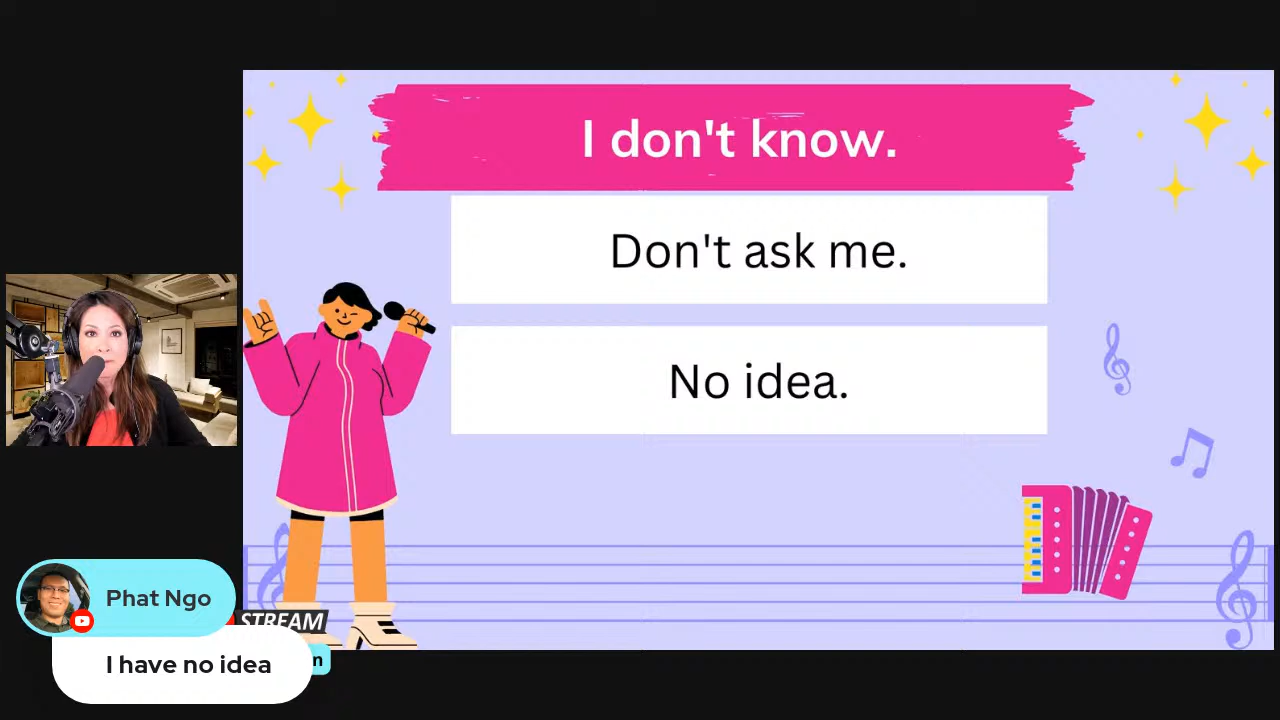 I don't know.
Don't ask me.
No idea.
Phat Ngo
STREAM
I have no idea